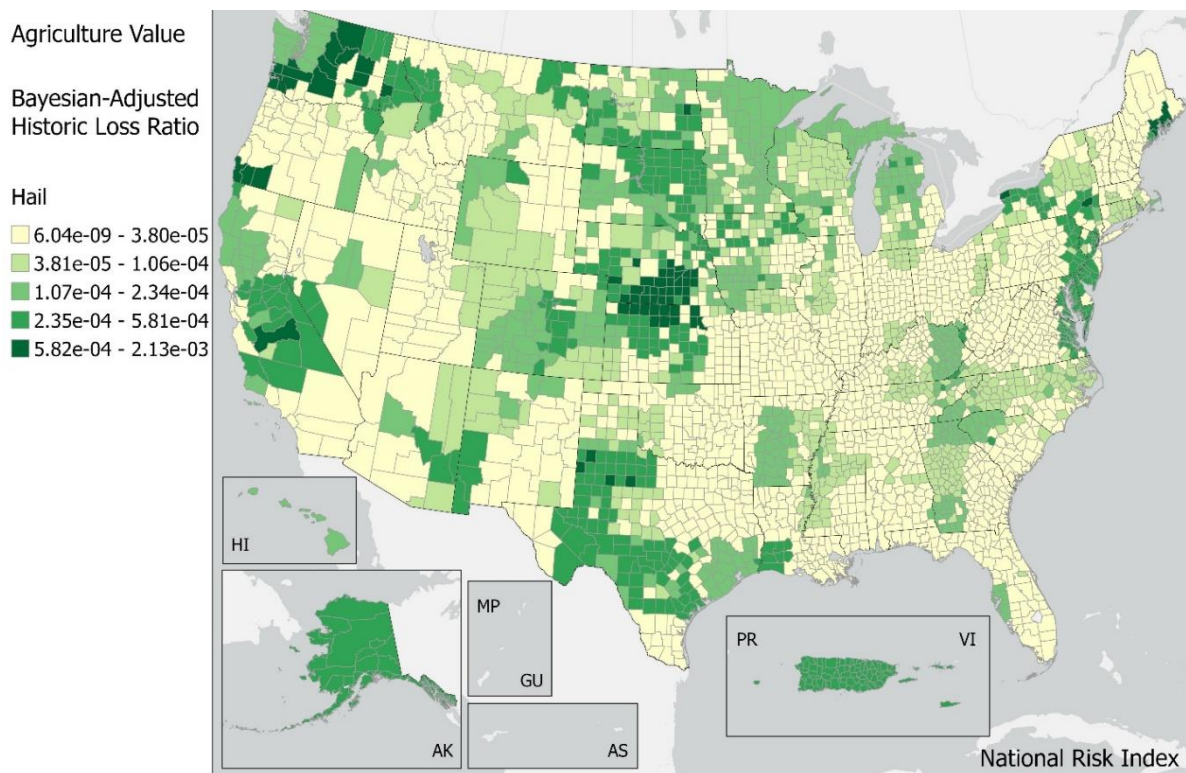 Agriculture Value
Bayesian-Adjusted
Historic Loss Ratio
Hail
6.04e-09 - 3.80e-05
3.81e-05 - 1.06e-04
1.07e-04 - 2.34e-04
2.35e-04 - 5.81e-04
5.82e-04 - 2.13e-03
HI
AK
MP
GU
AS
PR
VI
National Risk Index